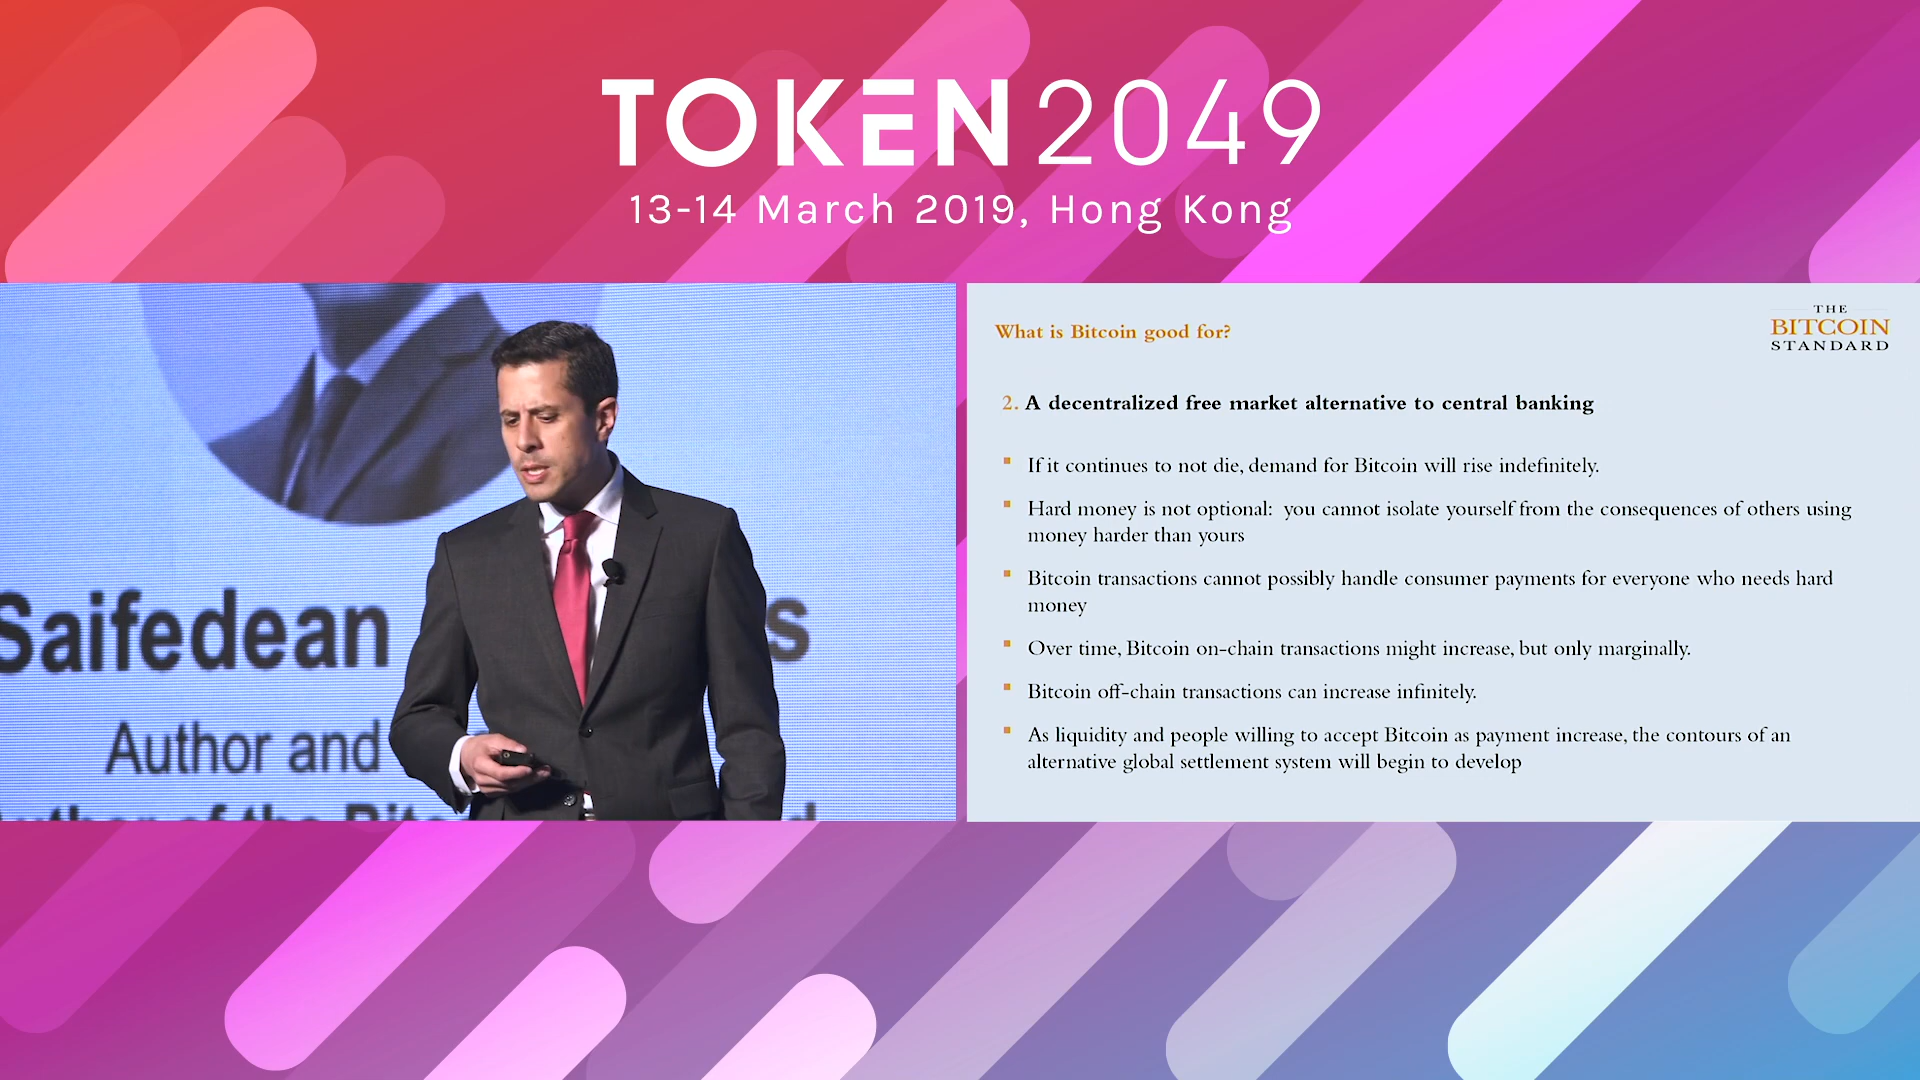 TOKEN2049
13-14 March 2019, Hong Kong
Saifedean
s
Author and
THE
BITCOIN
STANDARD
What is Bitcoin good for?
2. A decentralized free market alternative to central banking
If it continues to not die, demand for Bitcoin will rise indefinitely.
Hard money is not optional: you cannot isolate yourself from the consequences of others using
money harder than yours
Bitcoin transactions cannot possibly handle consumer payments for everyone who needs hard
money
Over time, Bitcoin on-chain transactions might increase, but only marginally.
Bitcoin off-chain transactions can increase infinitely.
As liquidity and people willing to accept Bitcoin as payment increase, the contours of an
alternative global settlement system will begin to develop